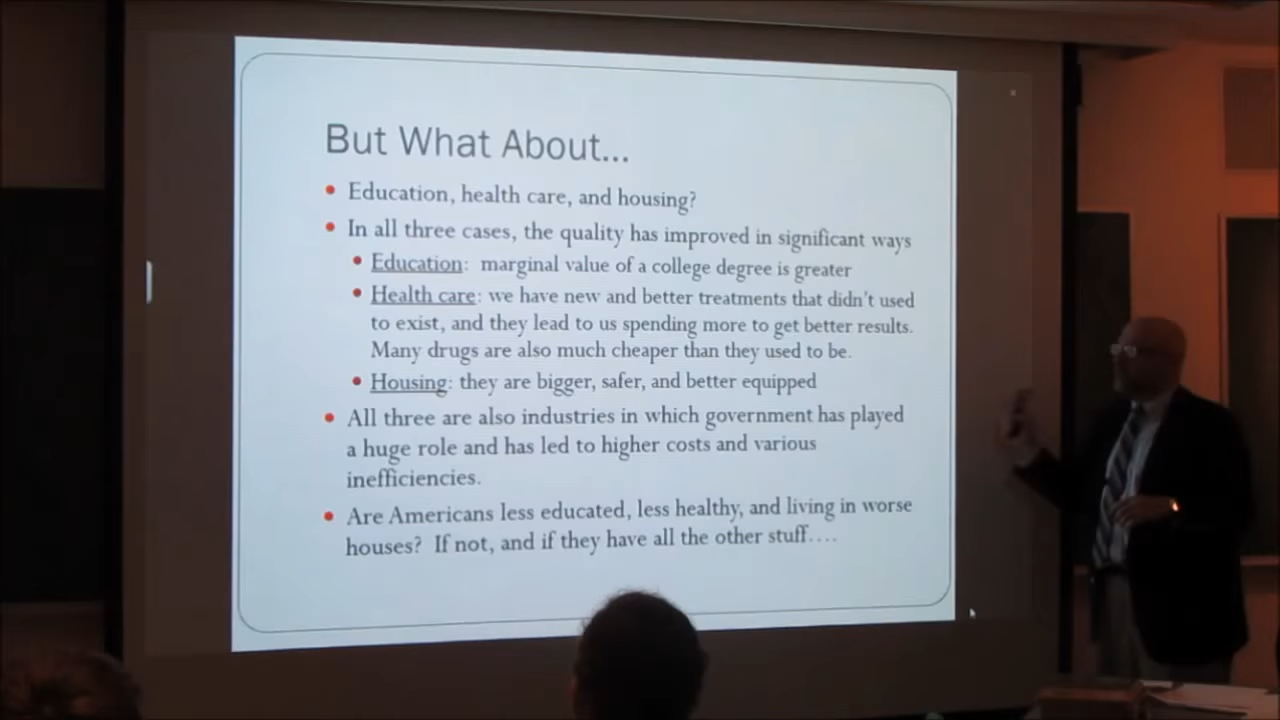 But What About...
• Education, health care, and housing?
• In all three cases, the quality has improved in significant ways
• Education: marginal value of a college degree is greater
• Health care: we have new and better treatments that didn't used
to exist, and they lead to us spending more to get better results.
Many drugs are also much cheaper than they used to be.
• Housing: they are bigger, safer, and better equipped
• All three are also industries in which government has played
a huge role and has led to higher costs and various
inefficiencies.
• Are Americans less educated, less healthy, and living in worse
houses? If not, and if they have all the other stuff....